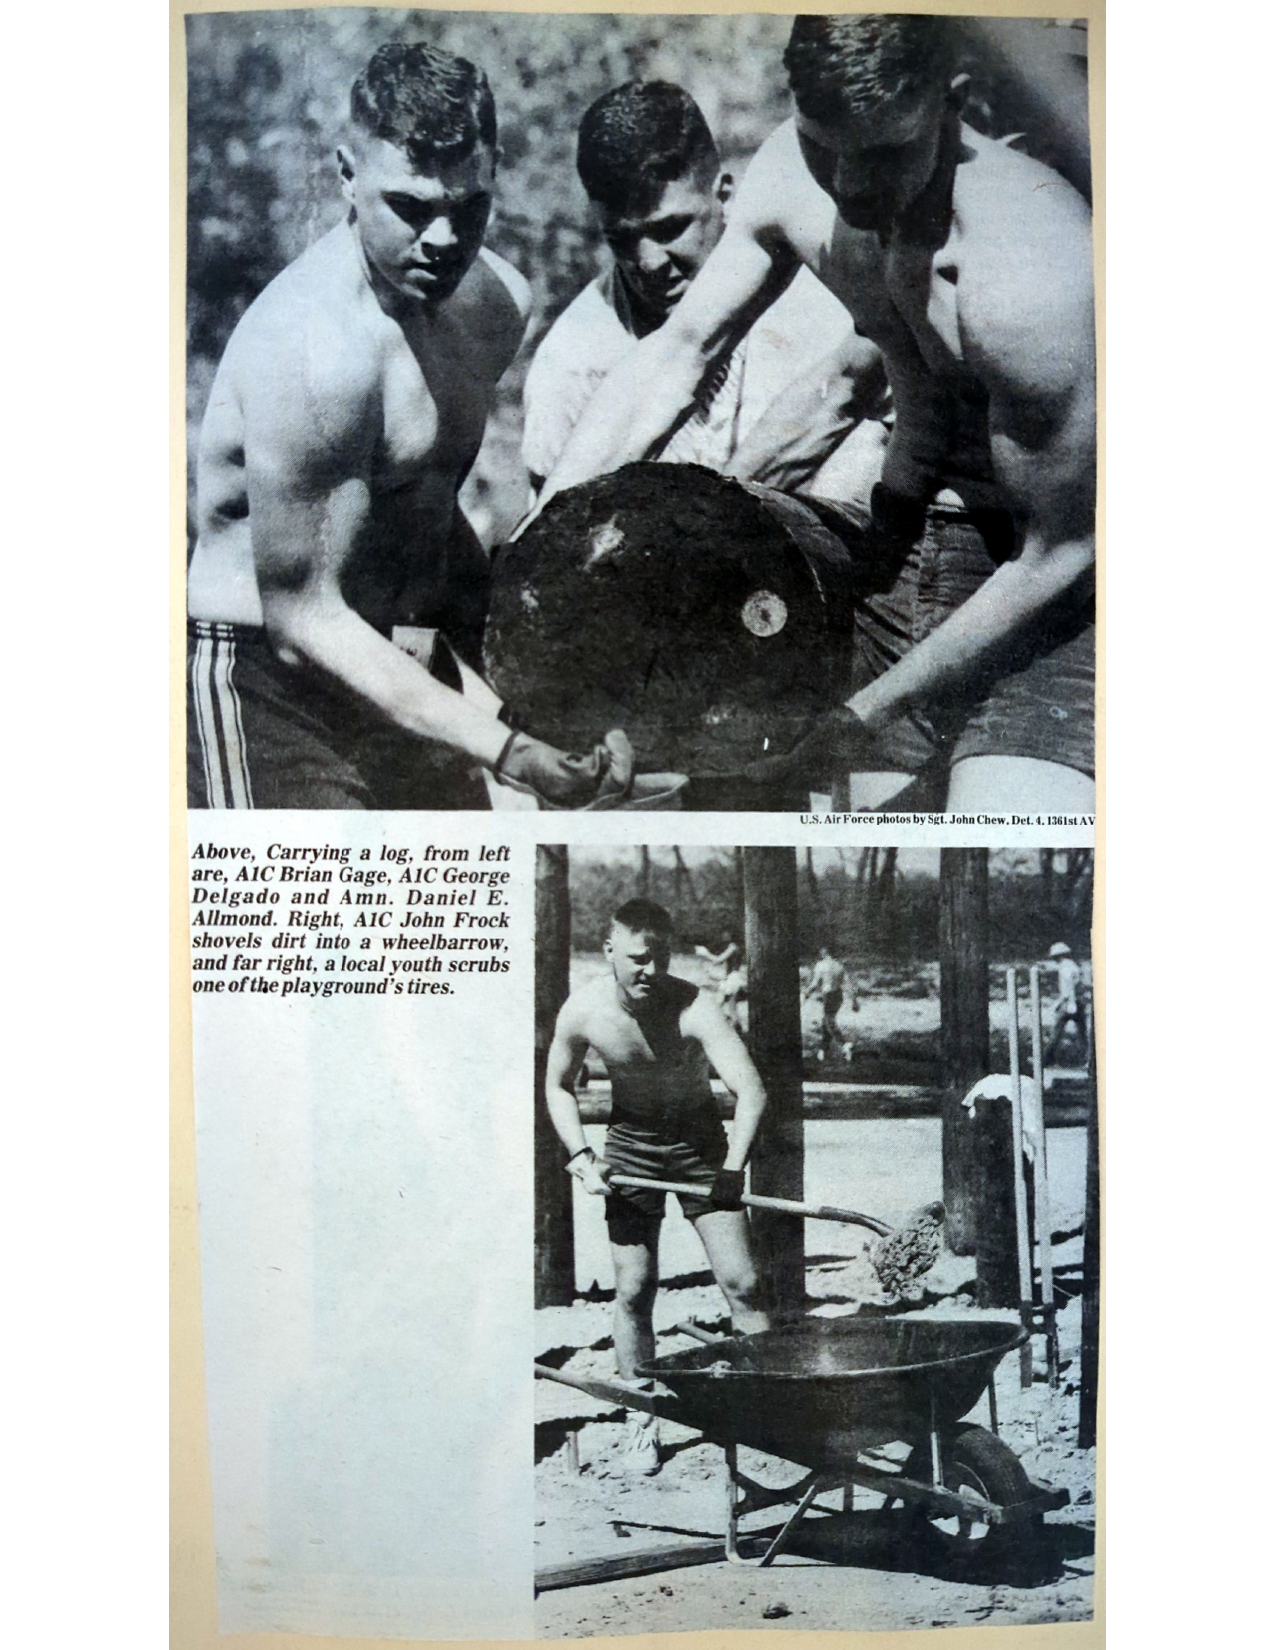 U.S. Air Force photos by Sgt. John Chew, Det. 4, 1361st AV
Above, Carrying a log, from left
are, A1C Brian Gage, A1C George
Delgado and Amn. Daniel E.
Allmond. Right, A1C John Frock
shovels dirt into a wheelbarrow,
and far right, a local youth scrubs
one of the playground's tires.